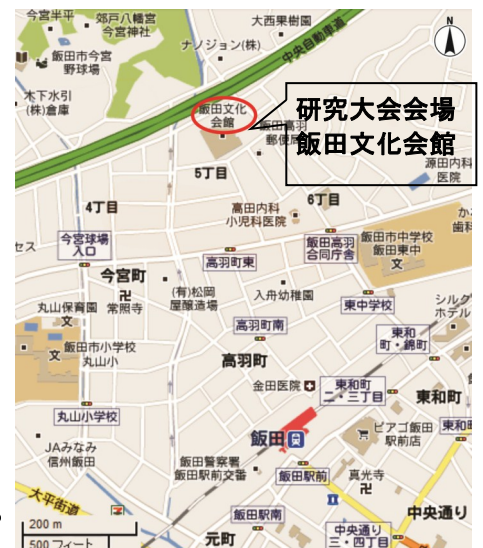 今宮半平
郊戸八幡宮
今宮神社
大西果樹園
N
飯田市今宮
野球場
ナノジョン(株)
中央自動車道
木下水引
(株)倉庫
飯田文化
会館
研究大会会場
飯田文化会館
飯田高羽
郵便局
源田内科
医院
5丁目
4丁目
6丁目
高田内科
小児科医院
今宮球場
入口
飯田高羽
合同庁舎
飯田市中学校
飯田東中
文
高羽町東
今宮町
卍
常照寺
(有)松岡
屋醸造場
入舟幼稚園
東中学校
シルク
ホテル
丸山保育園
文
高羽町南
東和
町・錦町
飯田市小学校
丸山小
文
高羽町
金田医院
東和町
二・三丁目
東和町
丸山小学校
ピアゴ飯田
駅前店
飯田
JAみなみ
信州飯田
飯田警察署
飯田駅前交番
飯田駅前
真光寺
卍
大平街道
飯田駅南
中央通り
中央通り
三・四丁目
元町
200 m
500 フィート